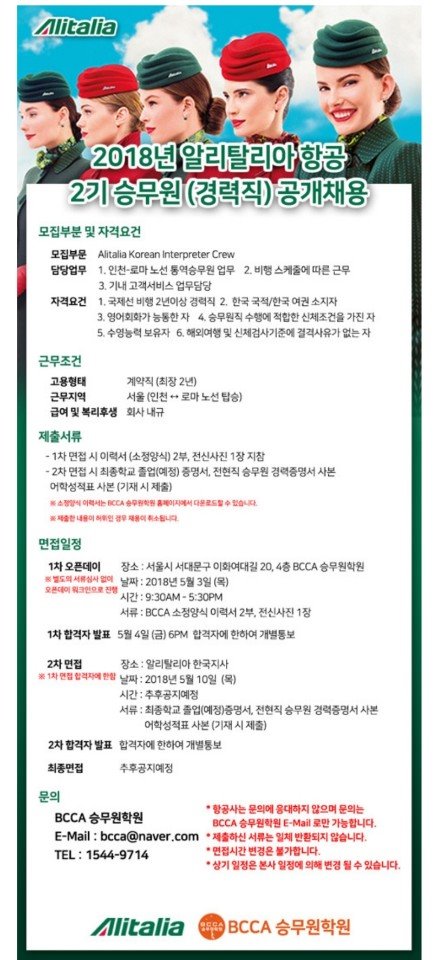 Alitalia
2018년 알리탈리아 항공
2기 승무원 (경력직) 공개채용
모집부분 및 자격요건
모집부문 Alitalia Korean Interpreter Crew
담당업무 1. 인천-로마 노선 통역승무원 업무 2. 비행 스케줄에 따른 근무
3. 기내 고객서비스 업무담당
자격요건 1. 국제선 비행 2년이상 경력직 2. 한국 국적/한국 여권 소지자
3. 영어회화가 능통한 자 4. 승무원직 수행에 적합한 신체조건을 가진 자
5. 수영능력 보유자 6. 해외여행 및 신체검사기준에 결격사유가 없는 자
근무조건
고용형태 계약직 (최장 2년)
근무지역 서울 (인천 ↔ 로마 노선 탑승)
급여 및 복리후생 회사 내규
제출서류
- 1차 면접 시 이력서 (소정양식) 2부, 전신사진 1장 지참
- 2차 면접 시 최종학교 졸업(예정) 증명서, 전현직 승무원 경력증명서 사본
어학성적표 사본 (기재 시 제출)
※ 소정양식 이력서는 BCCA 승무원학원 홈페이지에서 다운로드할 수 있습니다.
※ 제출한 내용이 허위인 경우 채용이 취소됩니다.
면접일정
1차 오픈데이 장소 : 서울시 서대문구 이화여대길 20, 4층 BCCA 승무원학원
※ 별도의 서류심사 없이 날짜 : 2018년 5월 3일 (목)
오픈데이 워크인으로 진행
시간 : 9:30AM - 5:30PM
서류 : BCCA 소정양식 이력서 2부, 전신사진 1장
1차 합격자 발표 5월 4일 (금) 6PM 합격자에 한하여 개별통보
2차 면접 장소 : 알리탈리아 한국지사
※ 1차 면접 합격자에 한함 날짜 : 2018년 5월 10일 (목)
시간 : 추후공지예정
서류 : 최종학교 졸업(예정)증명서, 전현직 승무원 경력증명서 사본
어학성적표 사본 (기재 시 제출)
2차 합격자 발표 합격자에 한하여 개별통보
최종면접 추후공지예정
문의
BCCA 승무원학원
E-Mail : bcca@naver.com
TEL : 1544-9714
* 항공사는 문의에 응대하지 않으며 문의는
BCCA 승무원학원 E-Mail 로만 가능합니다.
* 제출하신 서류는 일체 반환되지 않습니다.
* 면접시간 변경은 불가합니다.
* 상기 일정은 본사 일정에 의해 변경 될 수 있습니다.
Alitalia BCCA 승무원학원 BCCA 승무원학원